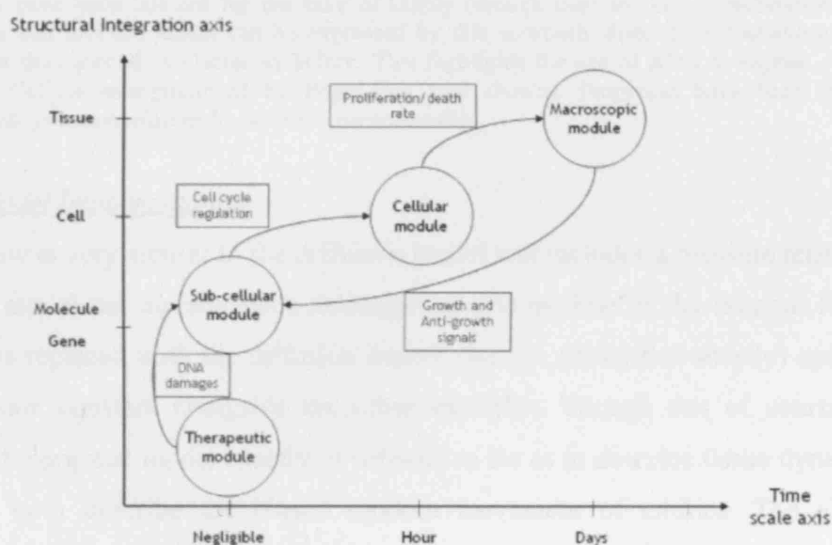 Structural Integration axis
Tissue
Proliferation/death
rate
Macroscopic
module
Cell cycle
regulation
Cell
Cellular
module
Sub-cellular
module
Molecule
Gene
Growth and
Anti-growth
signals
DNA
damages
Therapeutic
module
Time
scale axis
Negligible
Hour
Days